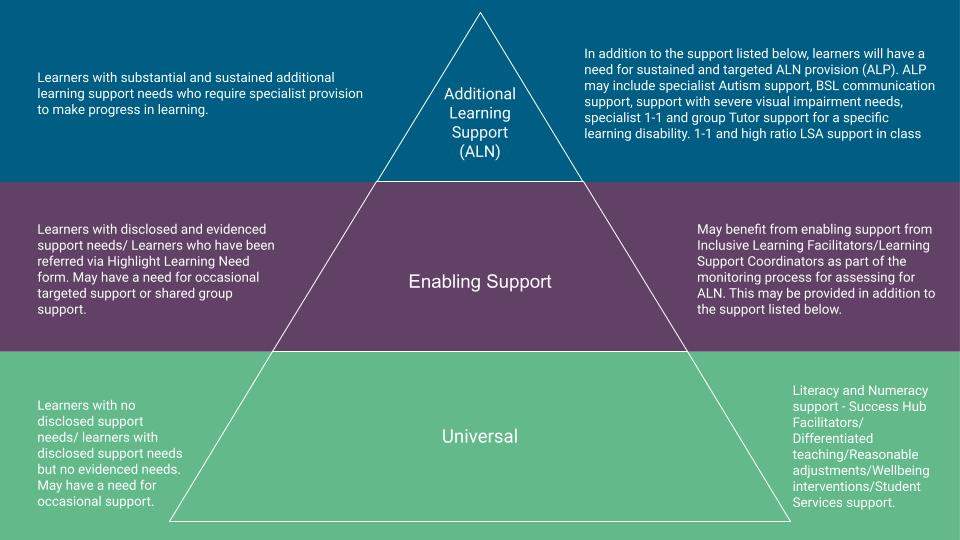 Learners with substantial and sustained additional
learning support needs who require specialist provision
to make progress in learning.
Additional
Learning
Support
(ALN)
In addition to the support listed below, learners will have a
need for sustained and targeted ALN provision (ALP). ALP
may include specialist Autism support, BSL communication
support, support with severe visual impairment needs,
specialist 1-1 and group Tutor support for a specific
learning disability. 1-1 and high ratio LSA support in class
Learners with disclosed and evidenced
support needs/ Learners who have been
referred via Highlight Learning Need
form. May have a need for occasional
targeted support or shared group
support.
Enabling Support
May benefit from enabling support from
Inclusive Learning Facilitators/Learning
Support Coordinators as part of the
monitoring process for assessing for
ALN. This may be provided in addition to
the support listed below.
Learners with no
disclosed support
needs/ learners with
disclosed support needs
but no evidenced needs.
May have a need for
occasional support.
Universal
Literacy and Numeracy
support - Success Hub
Facilitators/
Differentiated
teaching/Reasonable
adjustments/Wellbeing
interventions/Student
Services support.